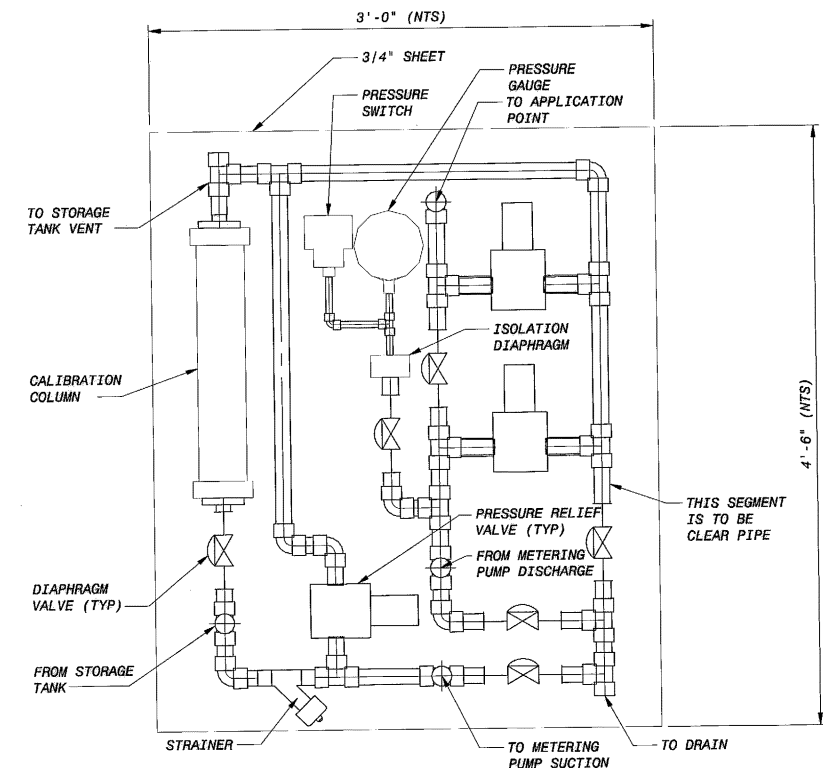 3'-0" (NTS)
3/4" SHEET
PRESSURE
GAUGE
PRESSURE
SWITCH
TO APPLICATION
POINT
TO STORAGE
TANK VENT
ISOLATION
DIAPHRAGM
CALIBRATION
COLUMN
4'-6" (NTS)
PRESSURE RELIEF
VALVE (TYP)
THIS SEGMENT
IS TO BE
CLEAR PIPE
FROM METERING
PUMP DISCHARGE
DIAPHRAGM
VALVE (TYP)
FROM STORAGE
TANK
STRAINER
TO METERING
PUMP SUCTION
TO DRAIN